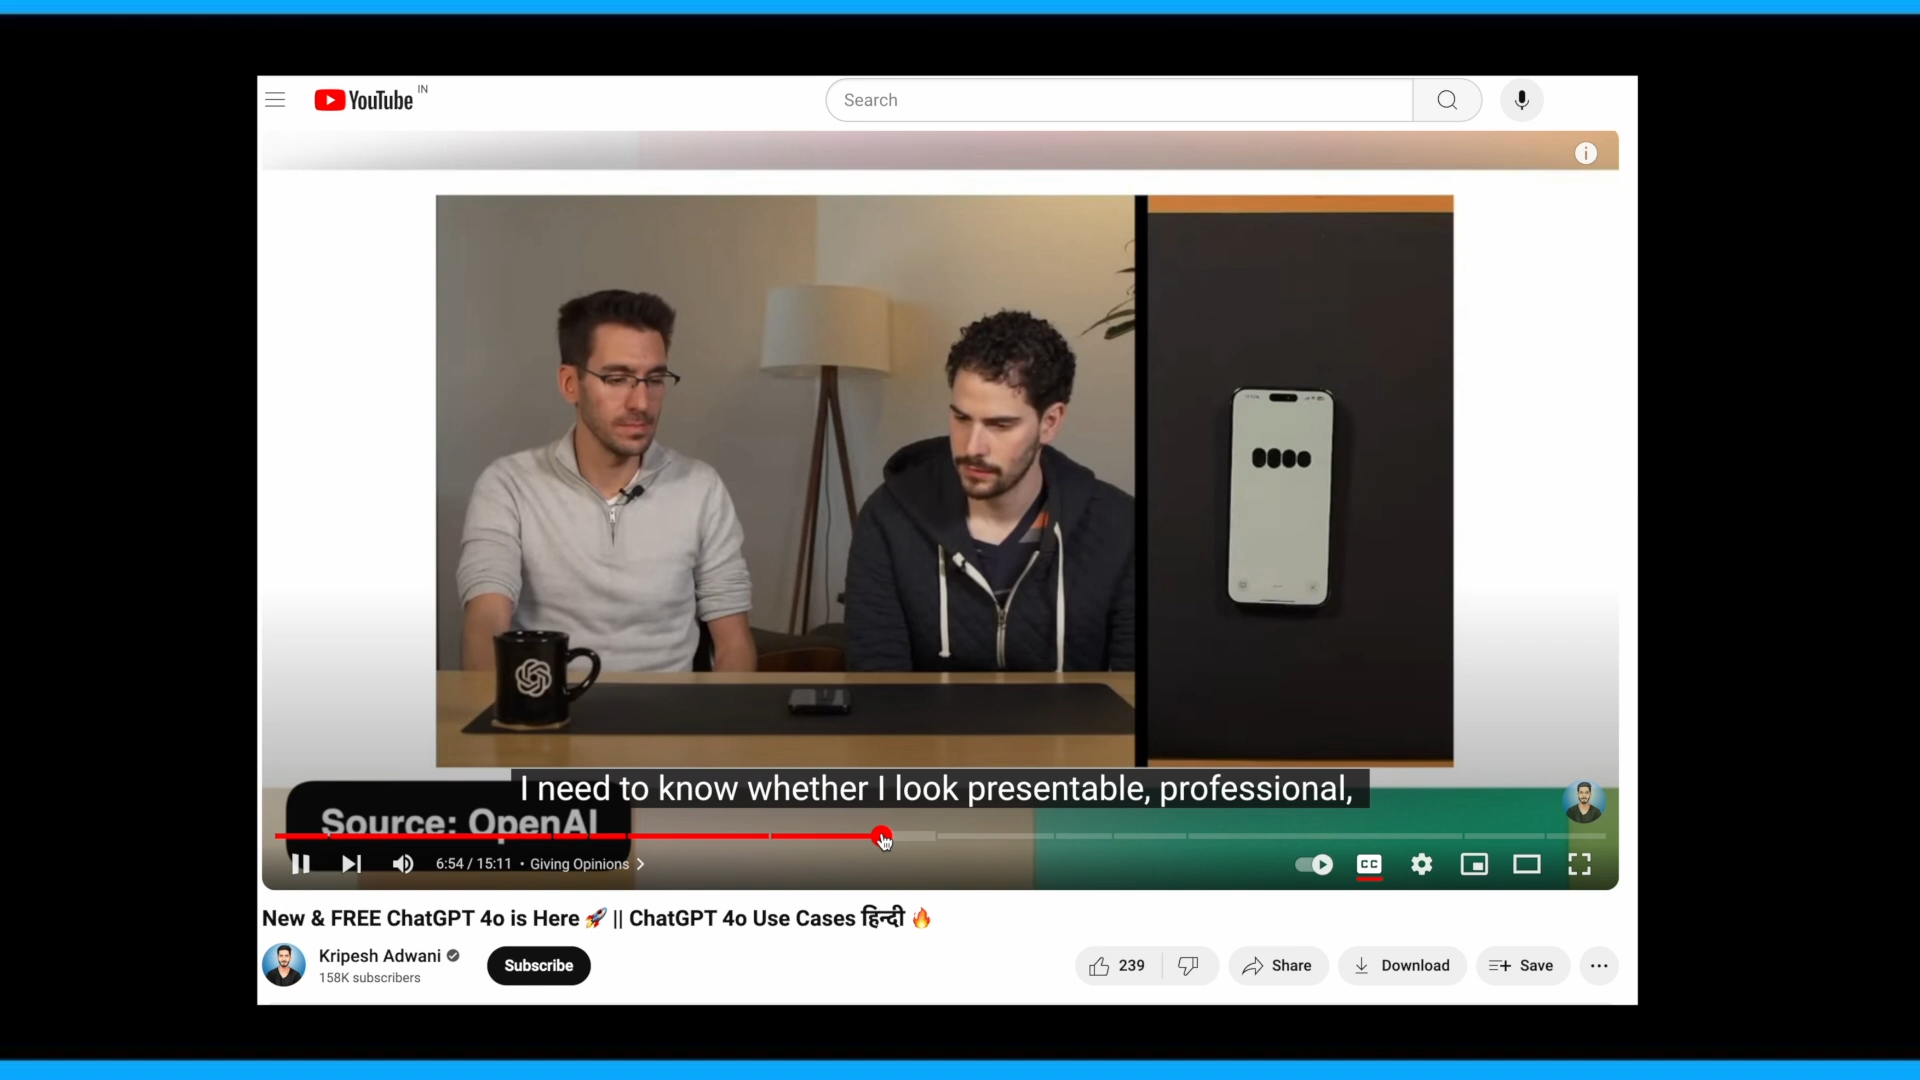 YouTube IN
Search
I need to know whether I look presentable, professional,
Source: OpenAI
6:54 / 15:11 • Giving Opinions
CC
New & FREE ChatGPT 4o is Here 🚀 || ChatGPT 4o Use Cases हिन्दी 🔥
Kripesh Adwani
158K subscribers
Subscribe
239
Share
Download
Save